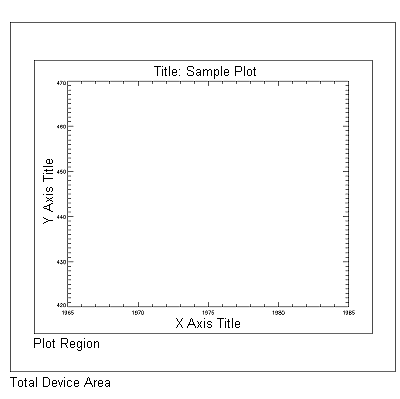 Title: Sample Plot
470
460
450
440
430
420
Y Axis Title
1965 1970 1975 1980 1985
X Axis Title
Plot Region
Total Device Area